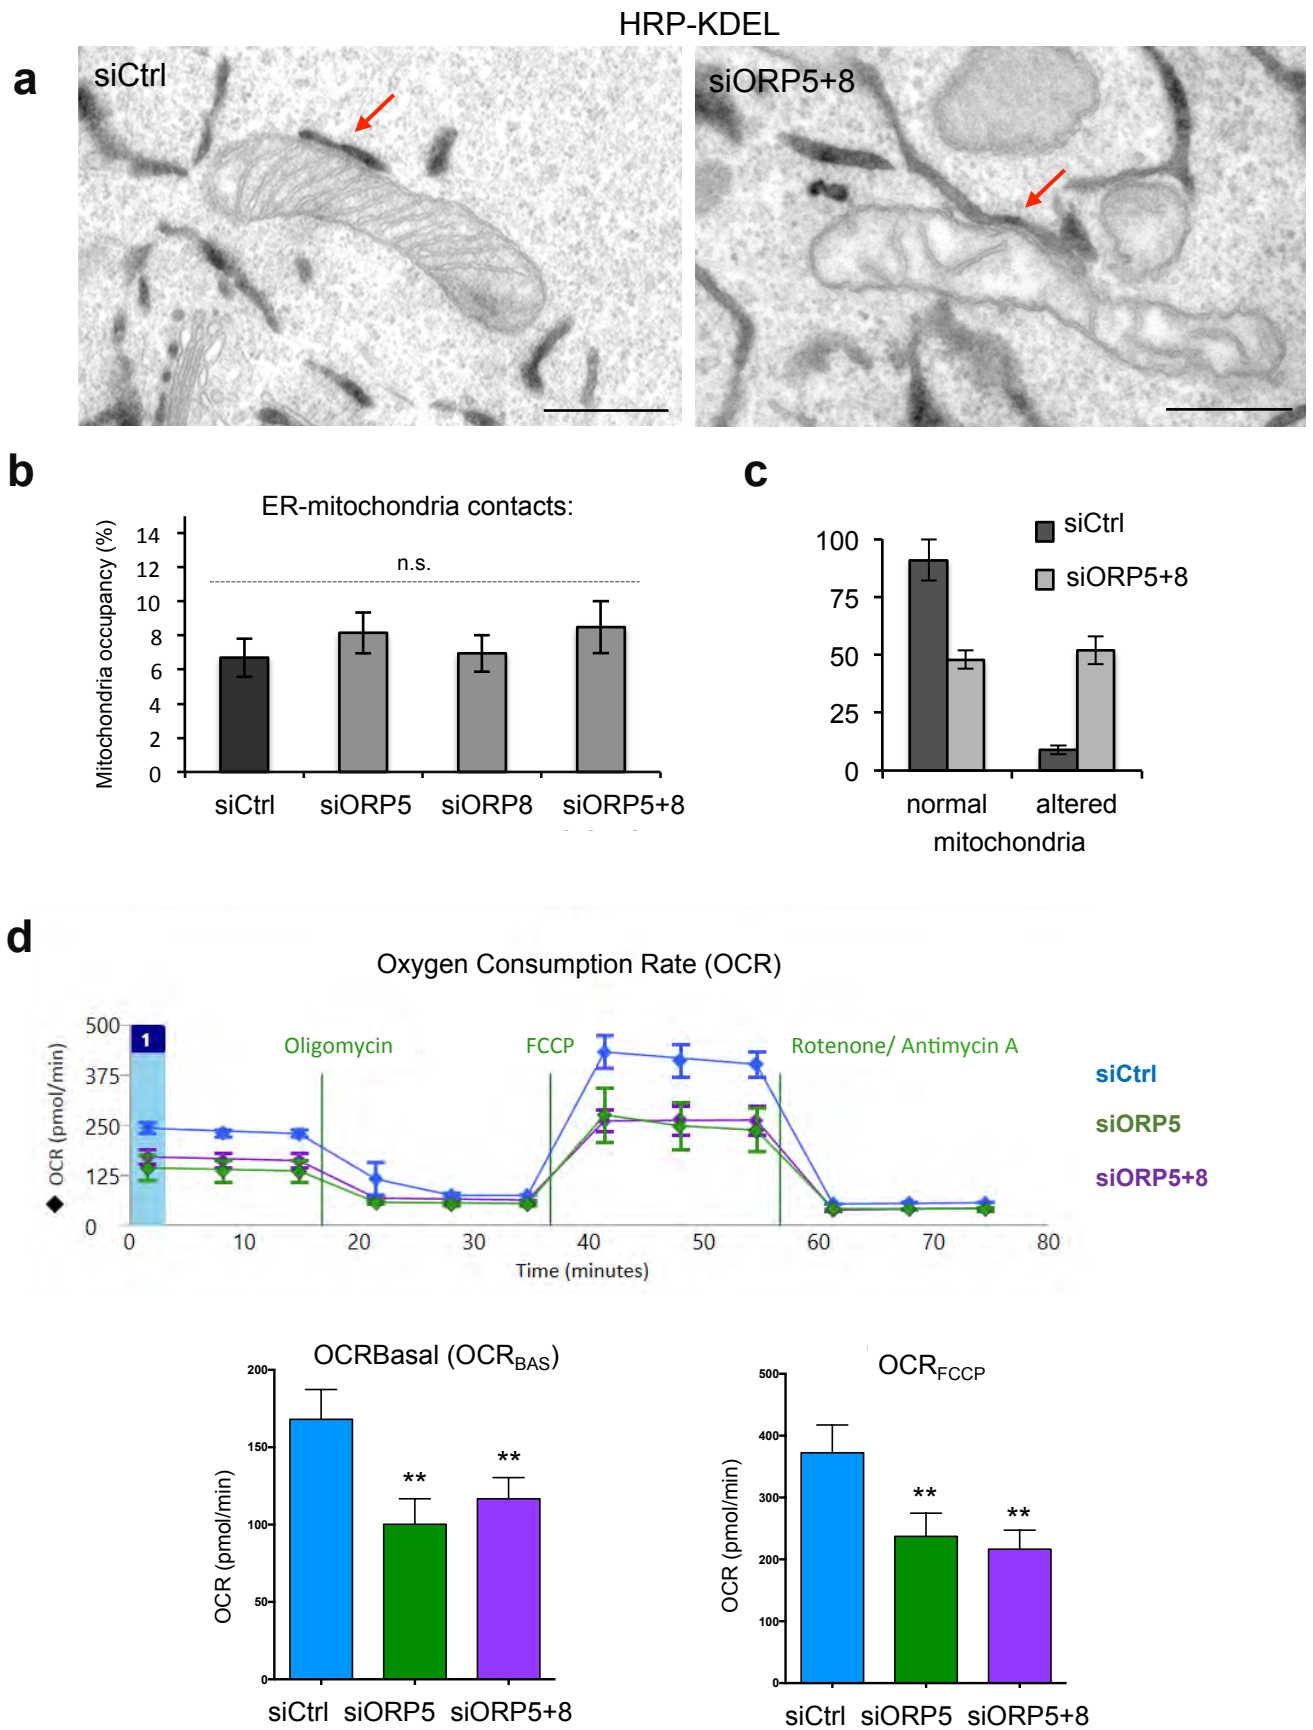 HRP-KDEL
a
siCtrl
siORP5+8
b
c
ER-mitochondria contacts:
Mitochondria occupancy (%)
14
12
10
8
6
4
2
0
n.s.
siCtrl siORP5 siORP8 siORP5+8
siCtrl
siORP5+8
100
75
50
25
0
normal altered
mitochondria
d
Oxygen Consumption Rate (OCR)
OCR (pmol/min)
500
375
250
125
0
1
Oligomycin
FCCP
Rotenone/ Antimycin A
siCtrl
siORP5
siORP5+8
0 10 20 30 40 50 60 70 80
Time (minutes)
OCRBasal (OCRBAS)
OCR (pmol/min)
200
150
100
50
0
** **
siCtrl siORP5 siORP5+8
OCRFCCP
OCR (pmol/min)
500
400
300
200
100
0
** **
siCtrl siORP5 siORP5+8